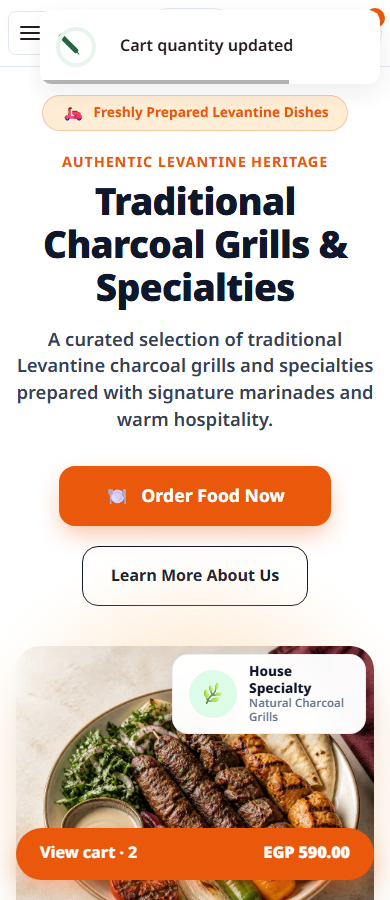 Cart quantity updated
Freshly Prepared Levantine Dishes
AUTHENTIC LEVANTINE HERITAGE
Traditional
Charcoal Grills &
Specialties
A curated selection of traditional
Levantine charcoal grills and specialties
prepared with signature marinades and
warm hospitality.
Order Food Now
Learn More About Us
House
Specialty
Natural Charcoal
Grills
View cart · 2
EGP 590.00